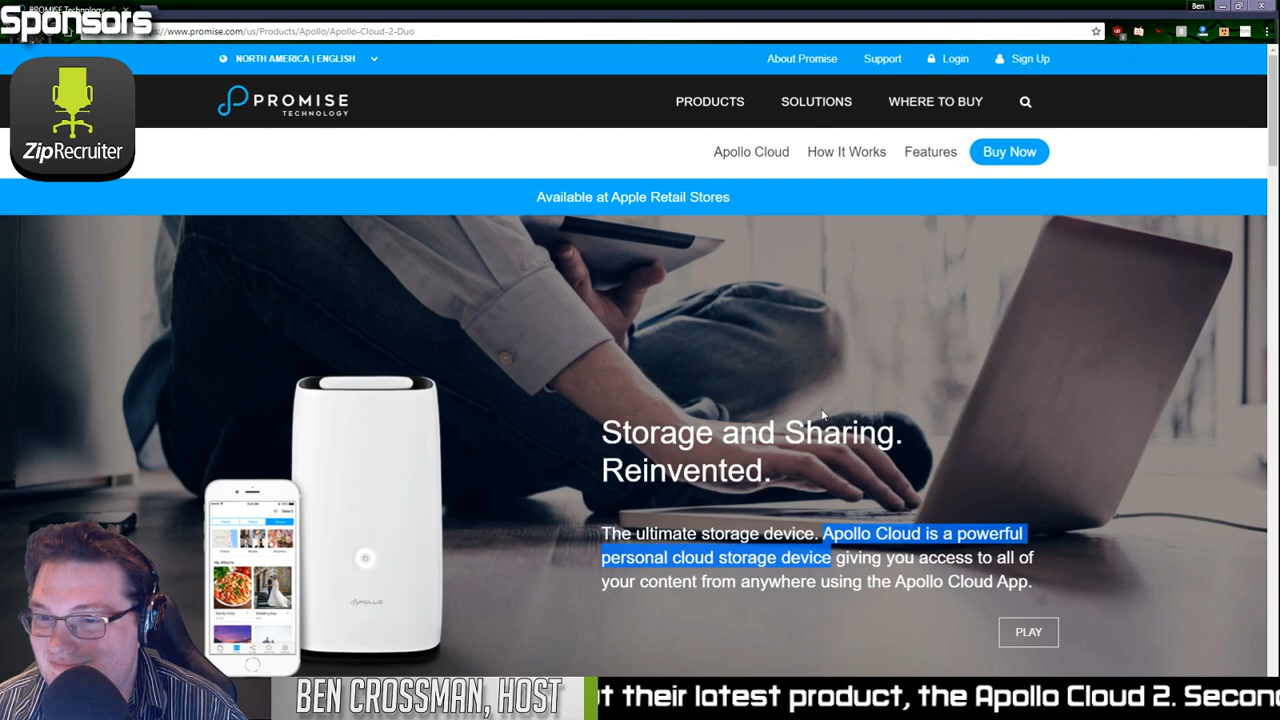 PROMISE Technology
Ben
Sponsors
www.promise.com/us/Products/Apollo/Apollo-Cloud-2-Duo
NORTH AMERICA | ENGLISH
About Promise
Support
Login
Sign Up
ZipRecruiter
PROMISE
TECHNOLOGY
PRODUCTS
SOLUTIONS
WHERE TO BUY
Apollo Cloud
How It Works
Features
Buy Now
Available at Apple Retail Stores
Storage and Sharing.
Reinvented.
The ultimate storage device. Apollo Cloud is a powerful
personal cloud storage device giving you access to all of
your content from anywhere using the Apollo Cloud App.
APOLLO
PLAY
BEN CROSSMAN, HOST
t their latest product, the Apollo Cloud 2. Secon